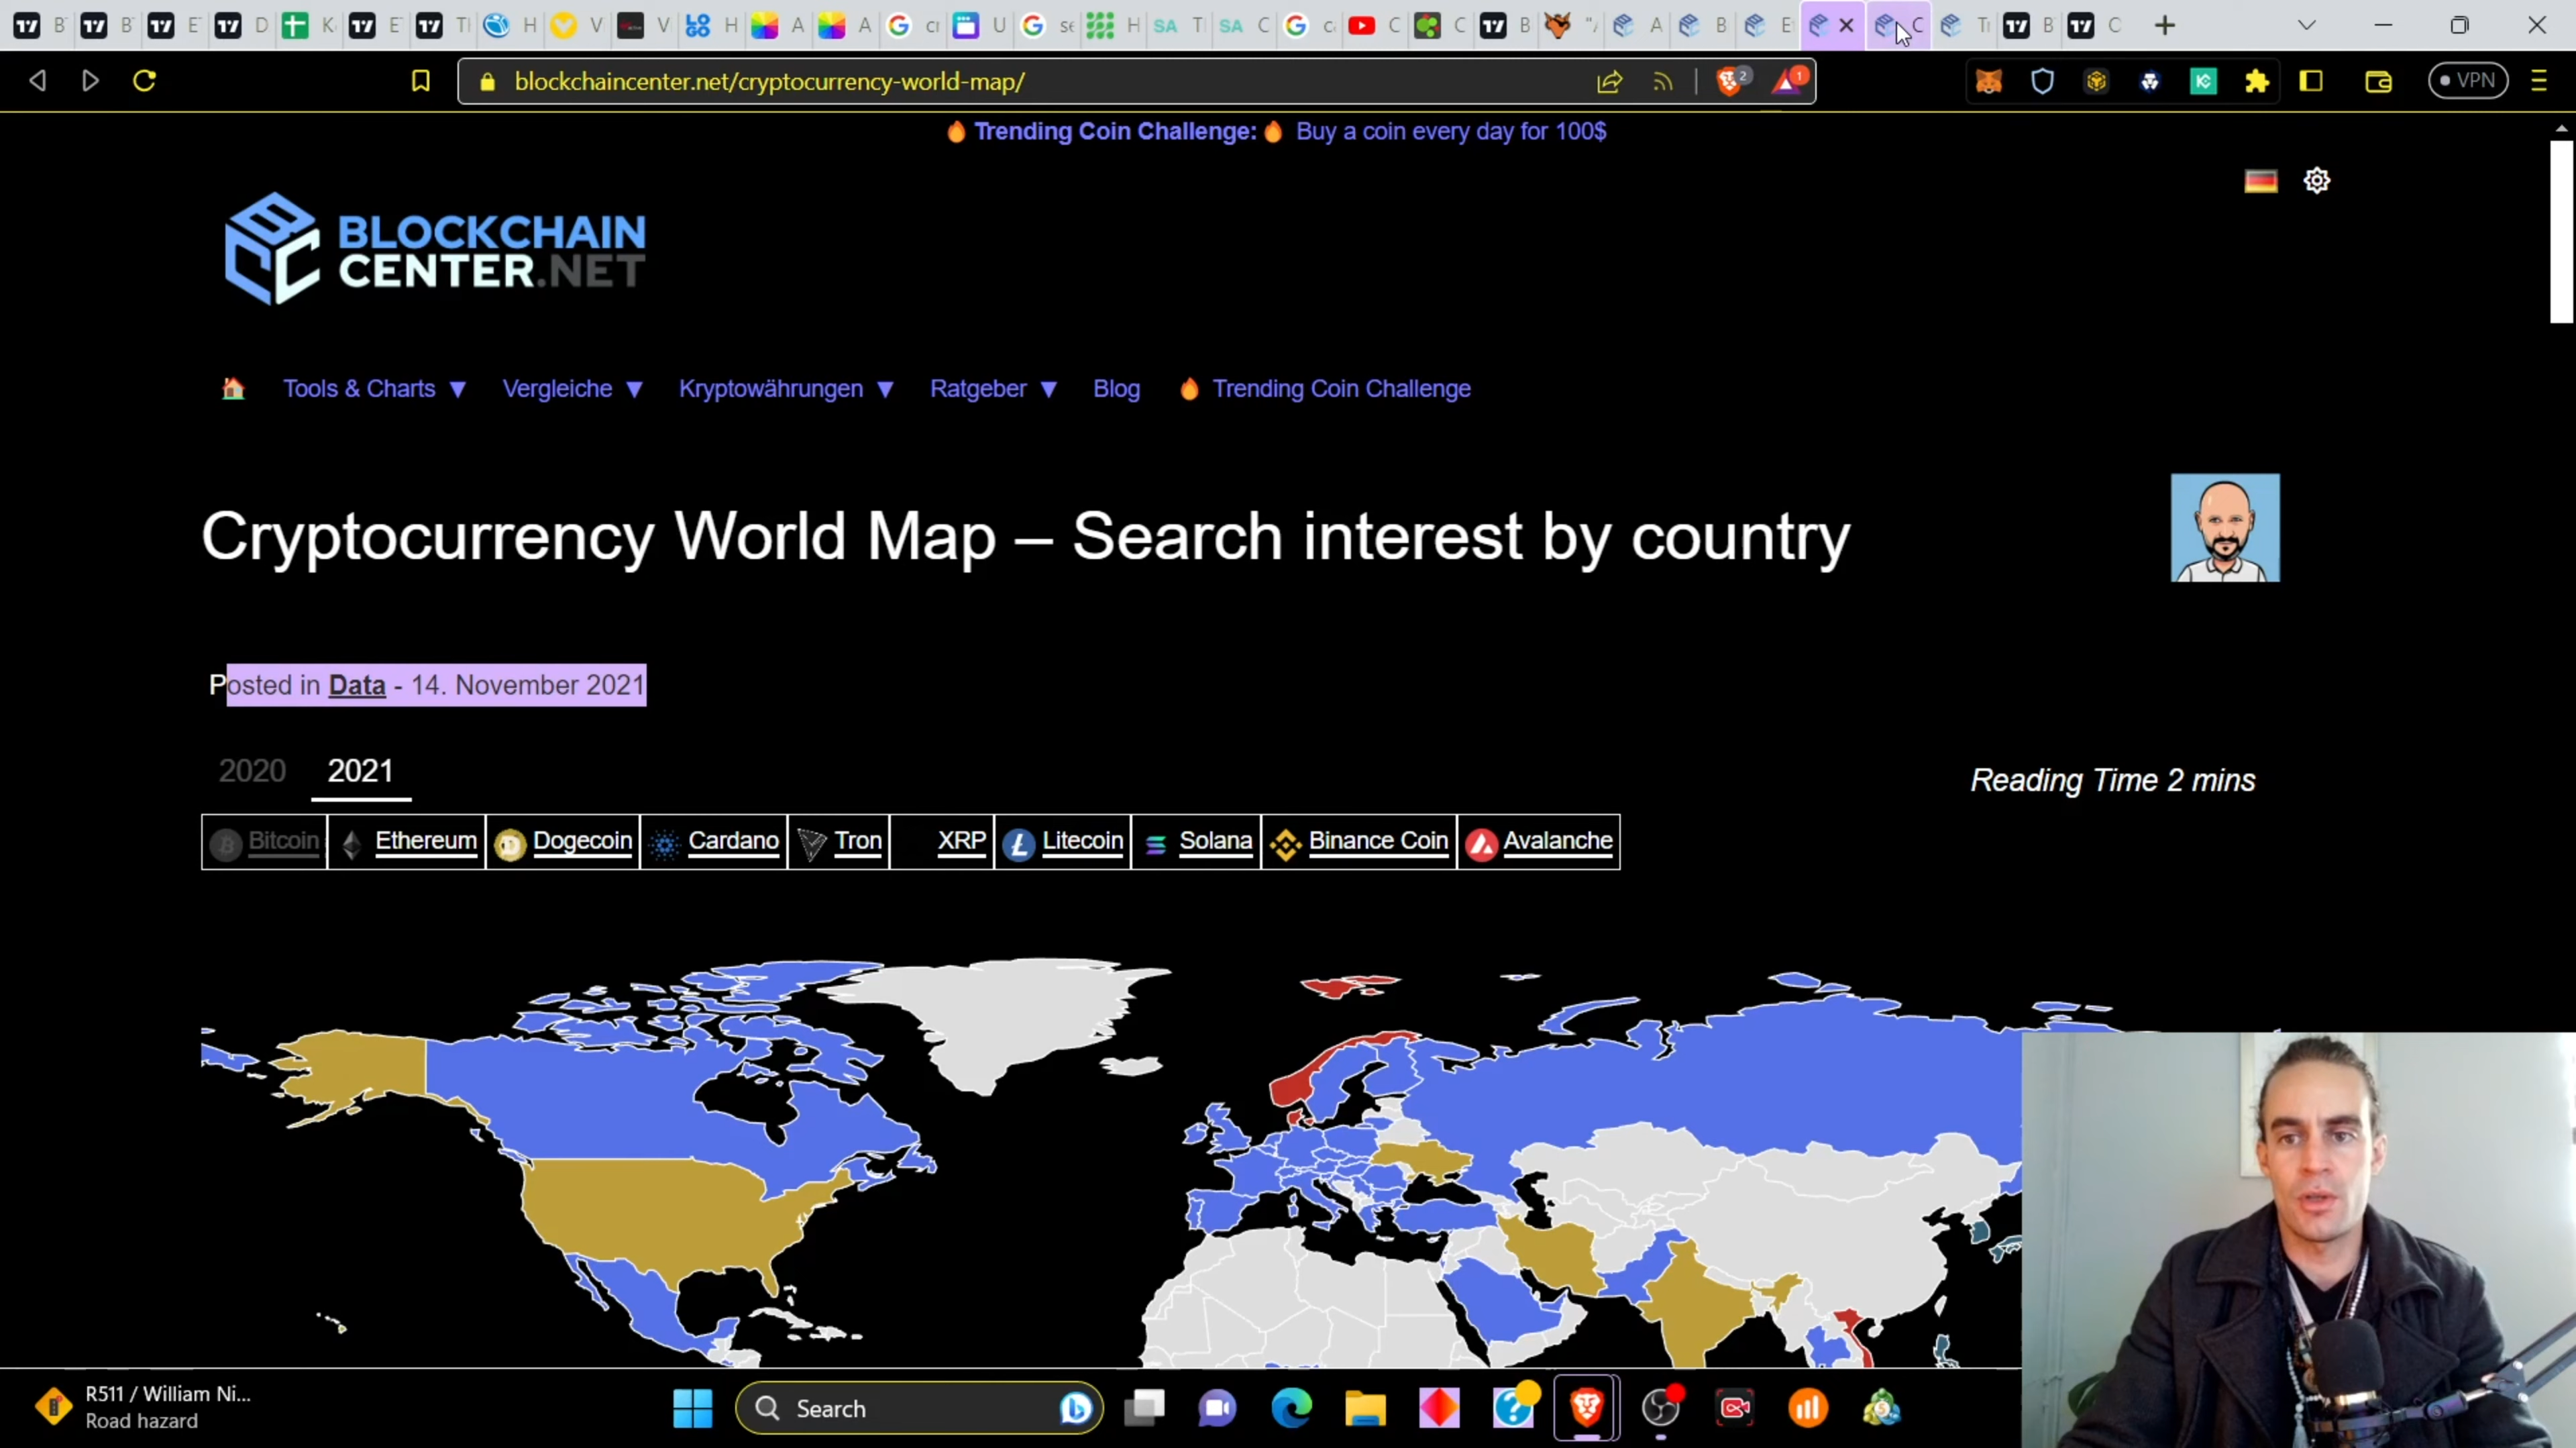 blockchaincenter.net/cryptocurrency-world-map/
2
1
VPN
🔥 Trending Coin Challenge: 🔥 Buy a coin every day for 100$
BLOCKCHAIN
CENTER.NET
Tools & Charts ▼ Vergleiche ▼ Kryptowährungen ▼ Ratgeber ▼ Blog 🔥 Trending Coin Challenge
Cryptocurrency World Map – Search interest by country
Posted in Data - 14. November 2021
2020 2021
Reading Time 2 mins
Bitcoin Ethereum Dogecoin Cardano Tron XRP Litecoin Solana Binance Coin Avalanche
R511 / William Ni...
Road hazard
Search